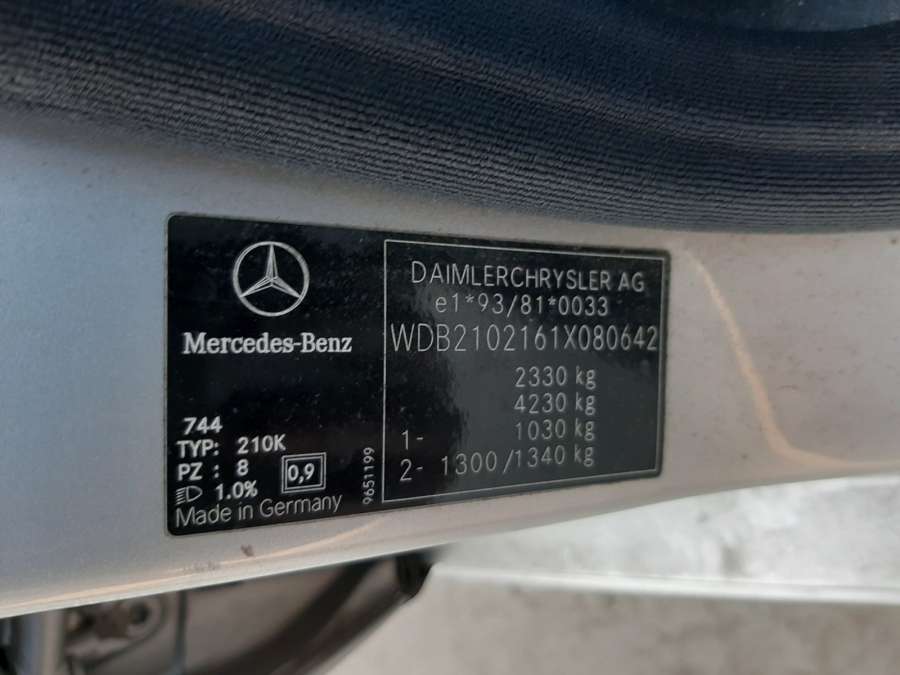 Mercedes-Benz
744
TYP: 210K
PZ : 8
0,9
1.0%
Made in Germany
9651199
DAIMLERCHRYSLER AG
e1*93/81*0033
WDB2102161X080642
2330 kg
4230 kg
1- 1030 kg
2- 1300/1340 kg